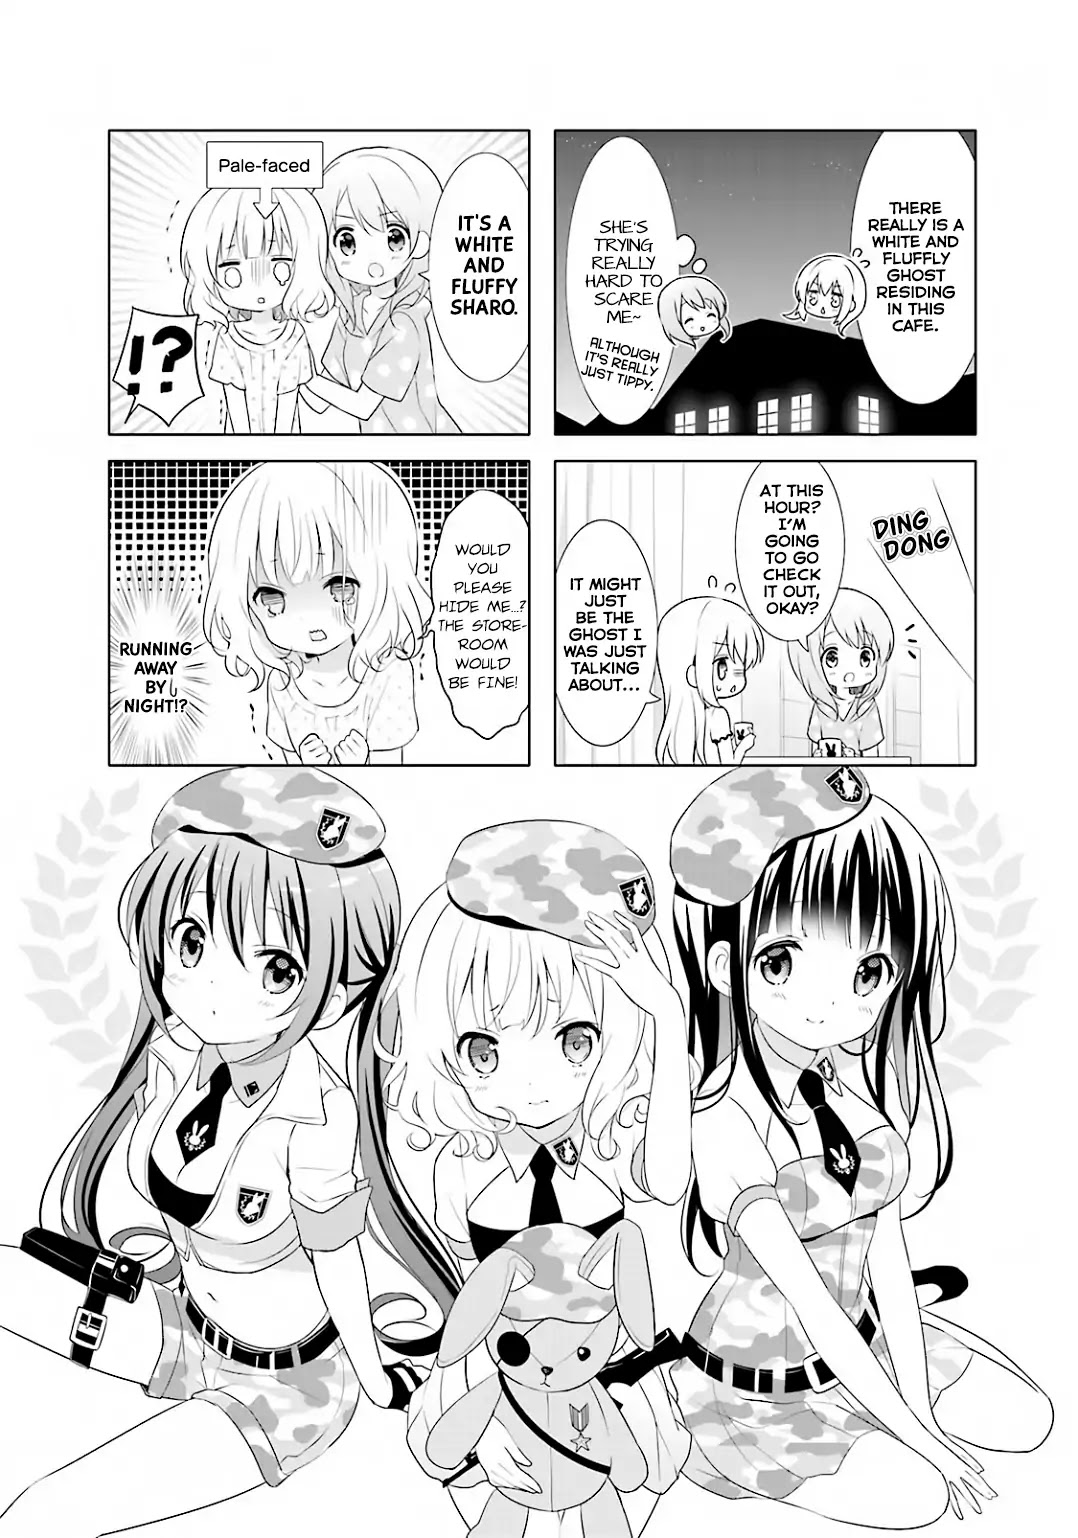 THERE
REALLY IS A
WHITE AND
FLUFFLY
GHOST
RESIDING
IN THIS
CAFE.
SHE'S
TRYING
REALLY
HARD TO
SCARE
ME~
ALTHOUGH
IT'S REALLY
JUST TIPPY.
DING
DONG
AT THIS
HOUR?
I'M
GOING
TO GO
CHECK
IT OUT,
OKAY?
IT MIGHT
JUST
BE THE
GHOST I
WAS JUST
TALKING
ABOUT...
IT'S A
WHITE
AND
FLUFFY
SHARO.
Pale-faced
!?
WOULD
YOU
PLEASE
HIDE ME...?
THE STORE-
ROOM
WOULD
BE FINE!
RUNNING
AWAY
BY
NIGHT!?